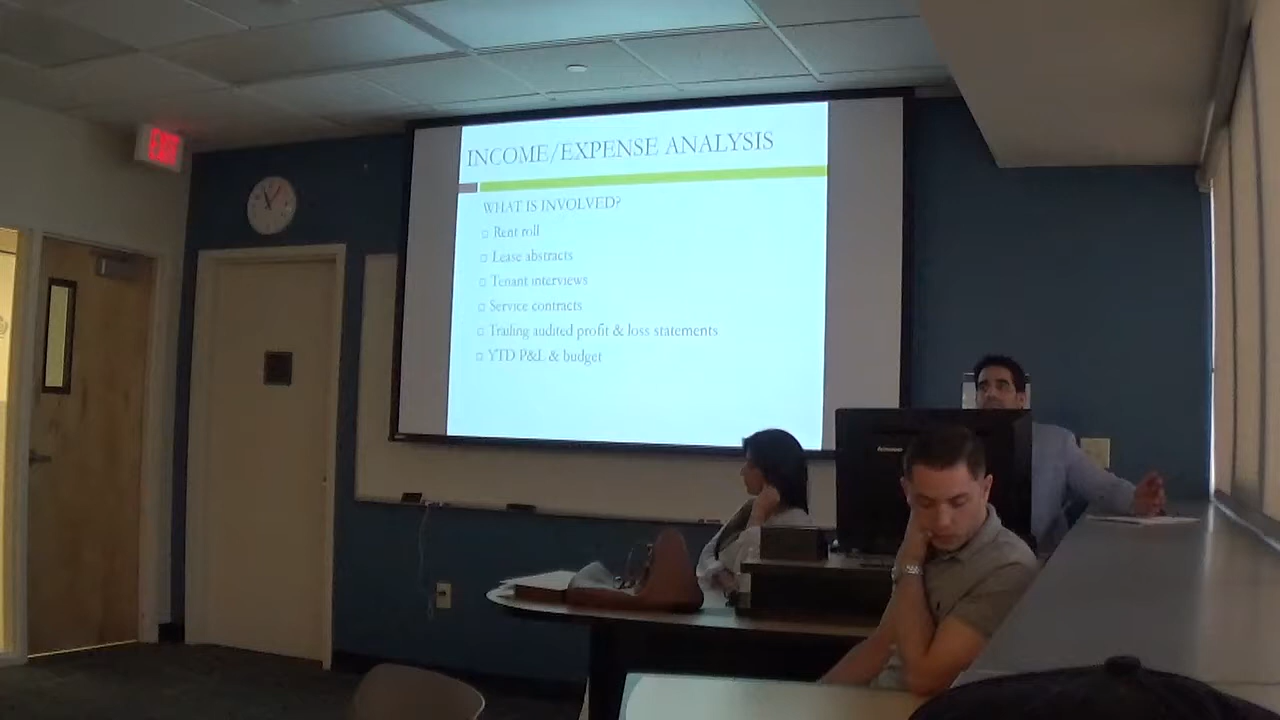 EXIT
INCOME/EXPENSE ANALYSIS
WHAT IS INVOLVED?
Rent roll
Lease abstracts
Tenant interviews
Service contracts
Trailing audited profit & loss statements
YTD P&L & budget
lenovo